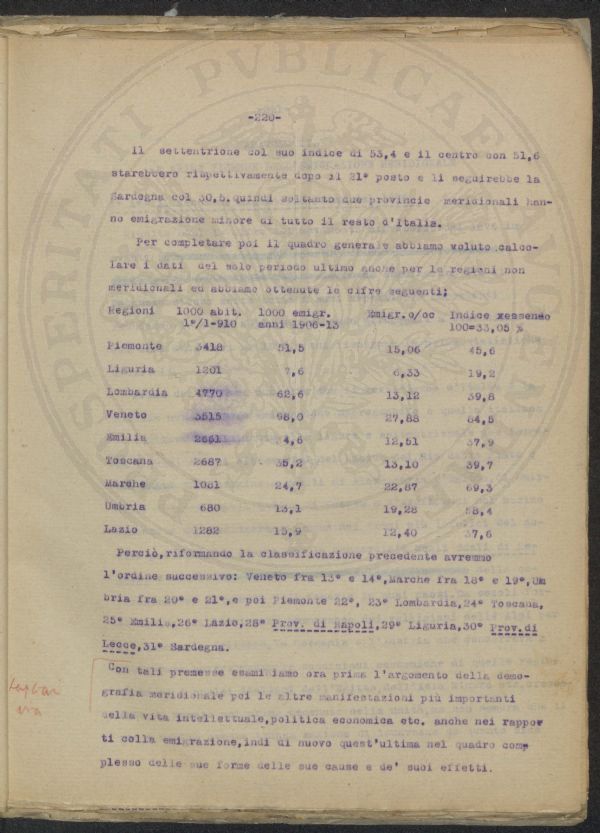 -220-
Il settentrione col suo indice di 53,4 e il centro con 51,6
starebbero rispettivamente dopo il 21° posto e li seguirebbe la
Sardegna col 30,5.quindi soltanto due provincie meridionali han-
no emigrazione minore di tutto il resto d'Italia.
Per completare poi il quadro generale abbiamo voluto calco-
lare i dati del solo periodo ultimo anche per le regioni non
meridionali ed abbiamo ottenute le cifre seguenti;
Regioni 1000 abit. 1000 emigr. Emigr.o/oc Indice xessendo
1°/1-910 anni 1906-13 100=33,05 %
Piemonte 3418 51,5 15,06 45,6
Liguria 1201 7,6 6,33 19,2
Lombardia 4770 62,6 13,12 39,8
Veneto 3515 98,0 27,88 84,5
Emilia 2661 34,6 12,51 37,9
Toscana 2687 35,2 13,10 39,7
Marche 1081 24,7 22,87 69,3
Umbria 680 13,1 19,28 58,4
Lazio 1282 15,9 12,40 37,6
Perciò,riformando la classificazione precedente avremmo
l'ordine successivo: Veneto fra 13° e 14°,Marche fra 18° e 19°,Um
bria fra 20° e 21°,e poi Piemonte 22°, 23° Lombardia,24° Toscana,
25° Emilia,26° Lazio,28° Prov. di Napoli,29° Liguria,30° Prov.di
Lecce,31° Sardegna.
Con tali premesse esaminiamo ora prima l'argomento della demo-
grafia meridionale poi le altre manifestazioni più importanti
della vita intellettuale,politica economica etc. anche nei rappor
ti colla emigrazione,indi di nuovo quest'ultima nel quadro com
plesso delle sue forme delle sue cause e de' suoi effetti.